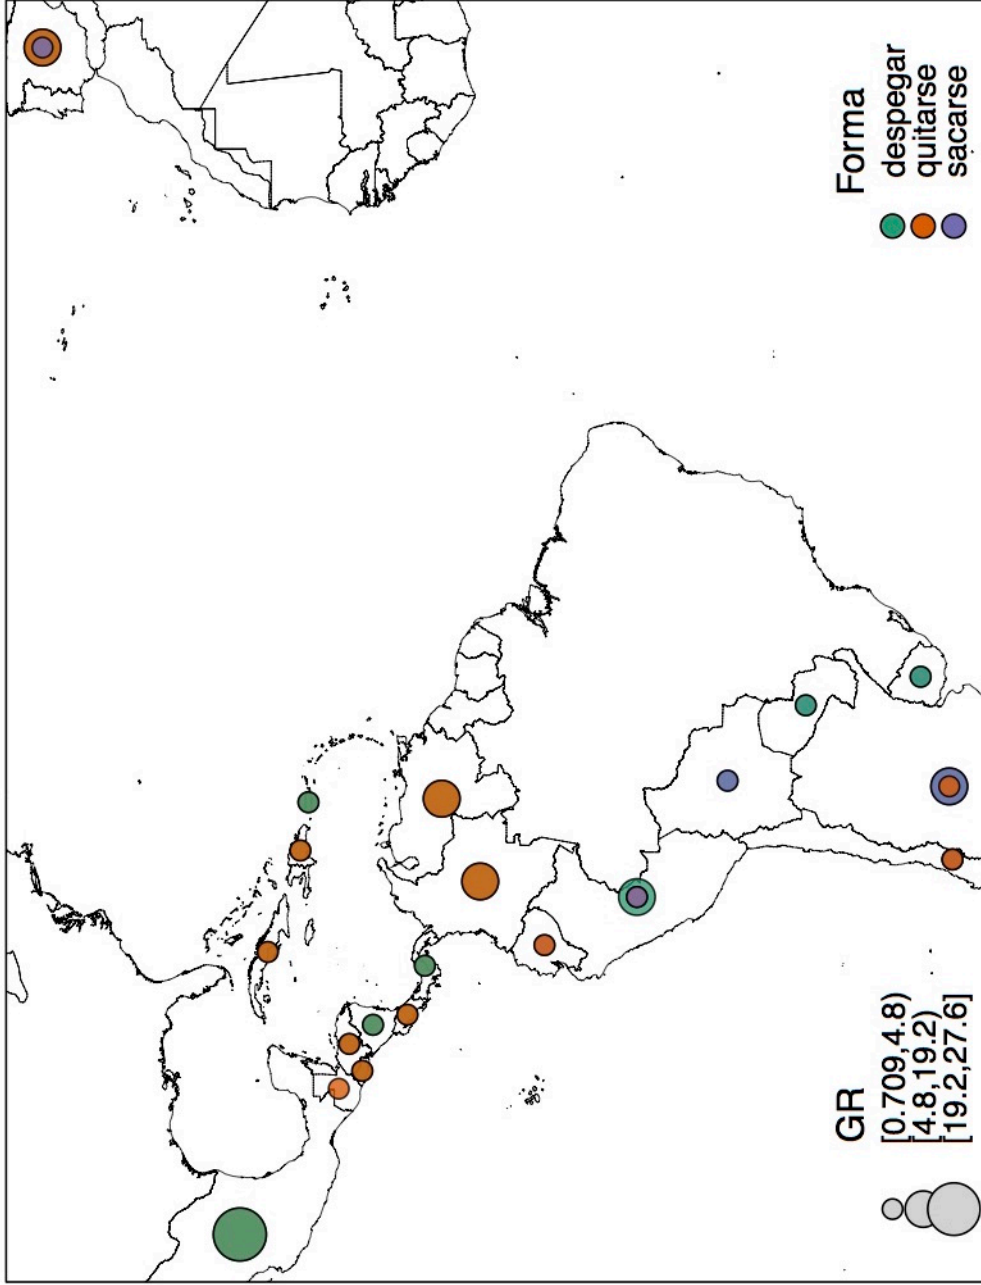 GR
[0.709,4.8)
[4.8,19.2)
[19.2,27.6]
Forma
despegar
quitarse
sacarse